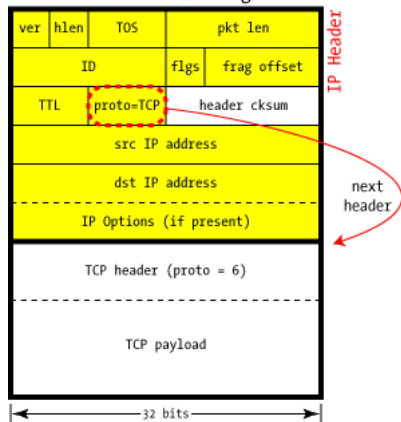 ver hlen TOS pkt len
IP Header
ID flgs frag offset
TTL proto=TCP header cksum
src IP address
dst IP address
next
header
IP Options (if present)
TCP header (proto = 6)
TCP payload
32 bits